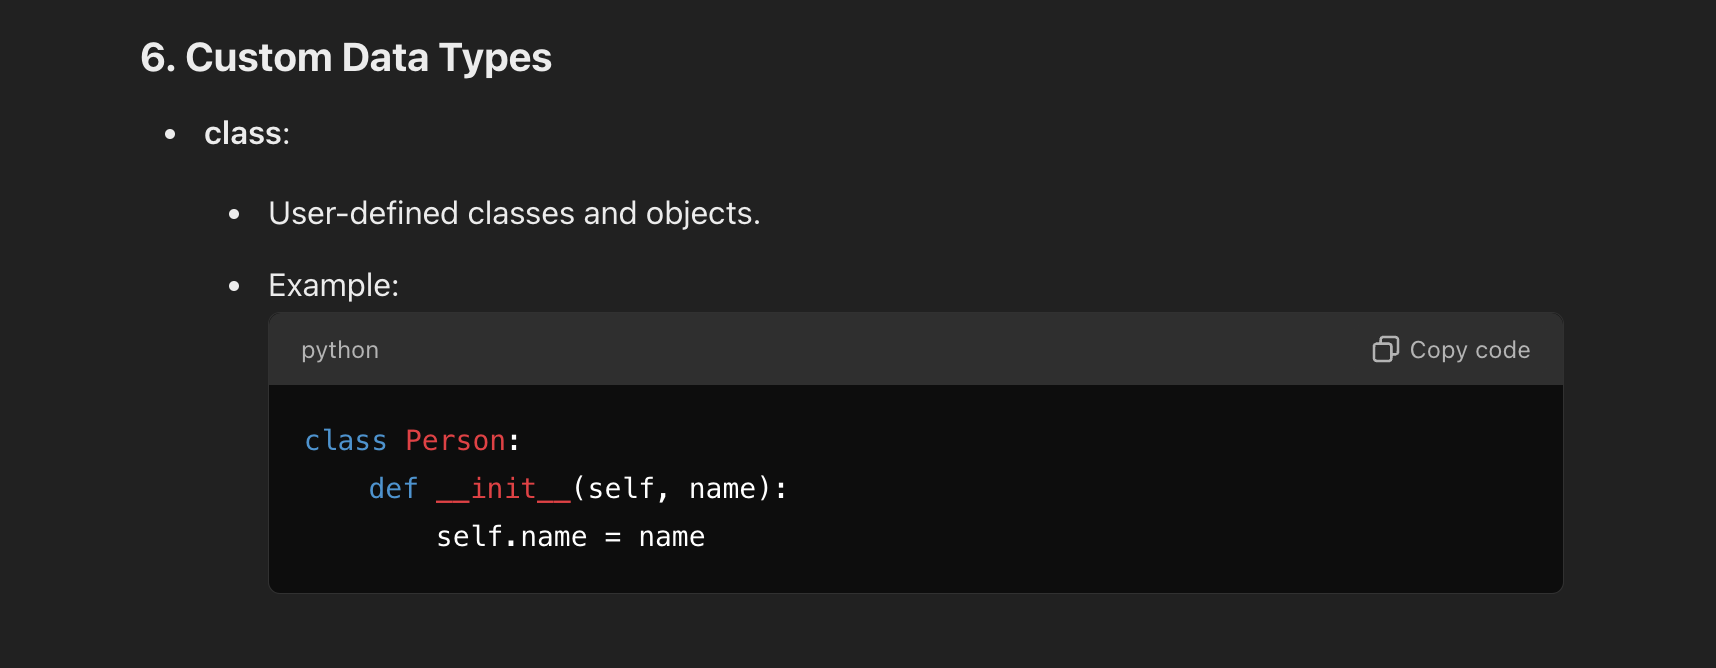 6. Custom Data Types
• class:
• User-defined classes and objects.
• Example:
python Copy code
class Person:
    def __init__(self, name):
        self.name = name